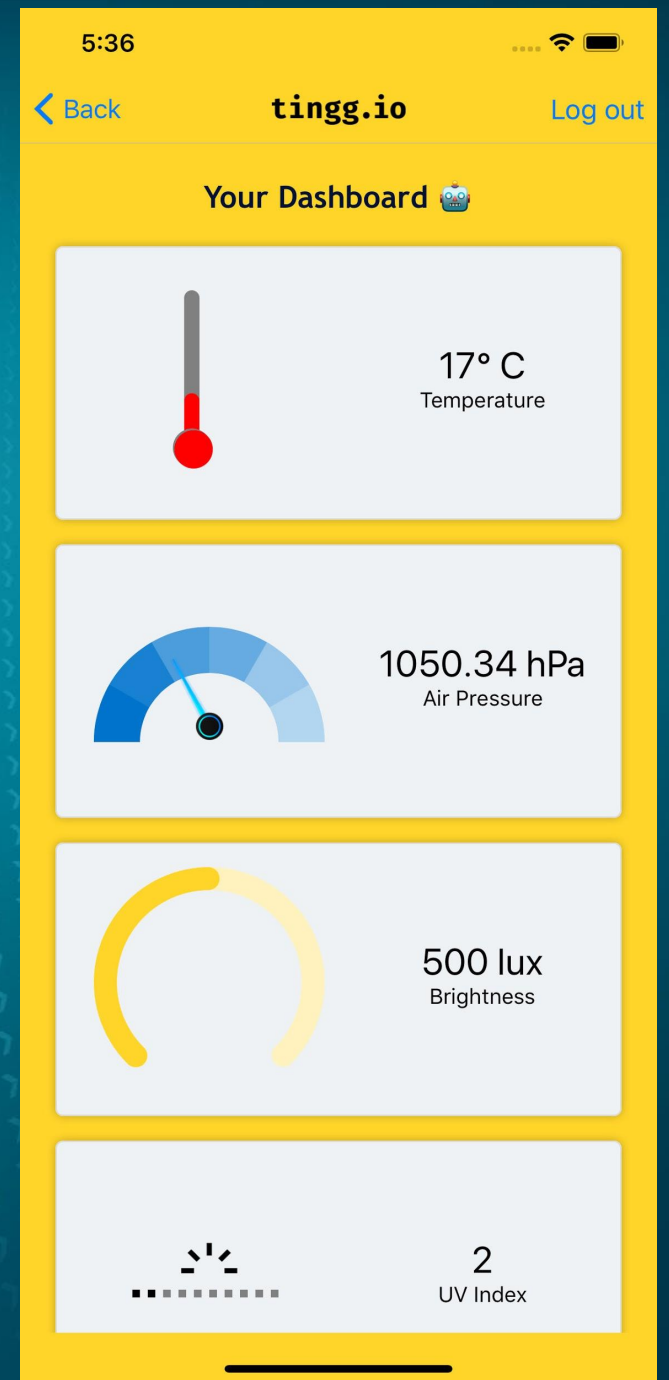 5:36
Back tingg.io Log out
Your Dashboard 🤖
17° C
Temperature
1050.34 hPa
Air Pressure
500 lux
Brightness
2
UV Index